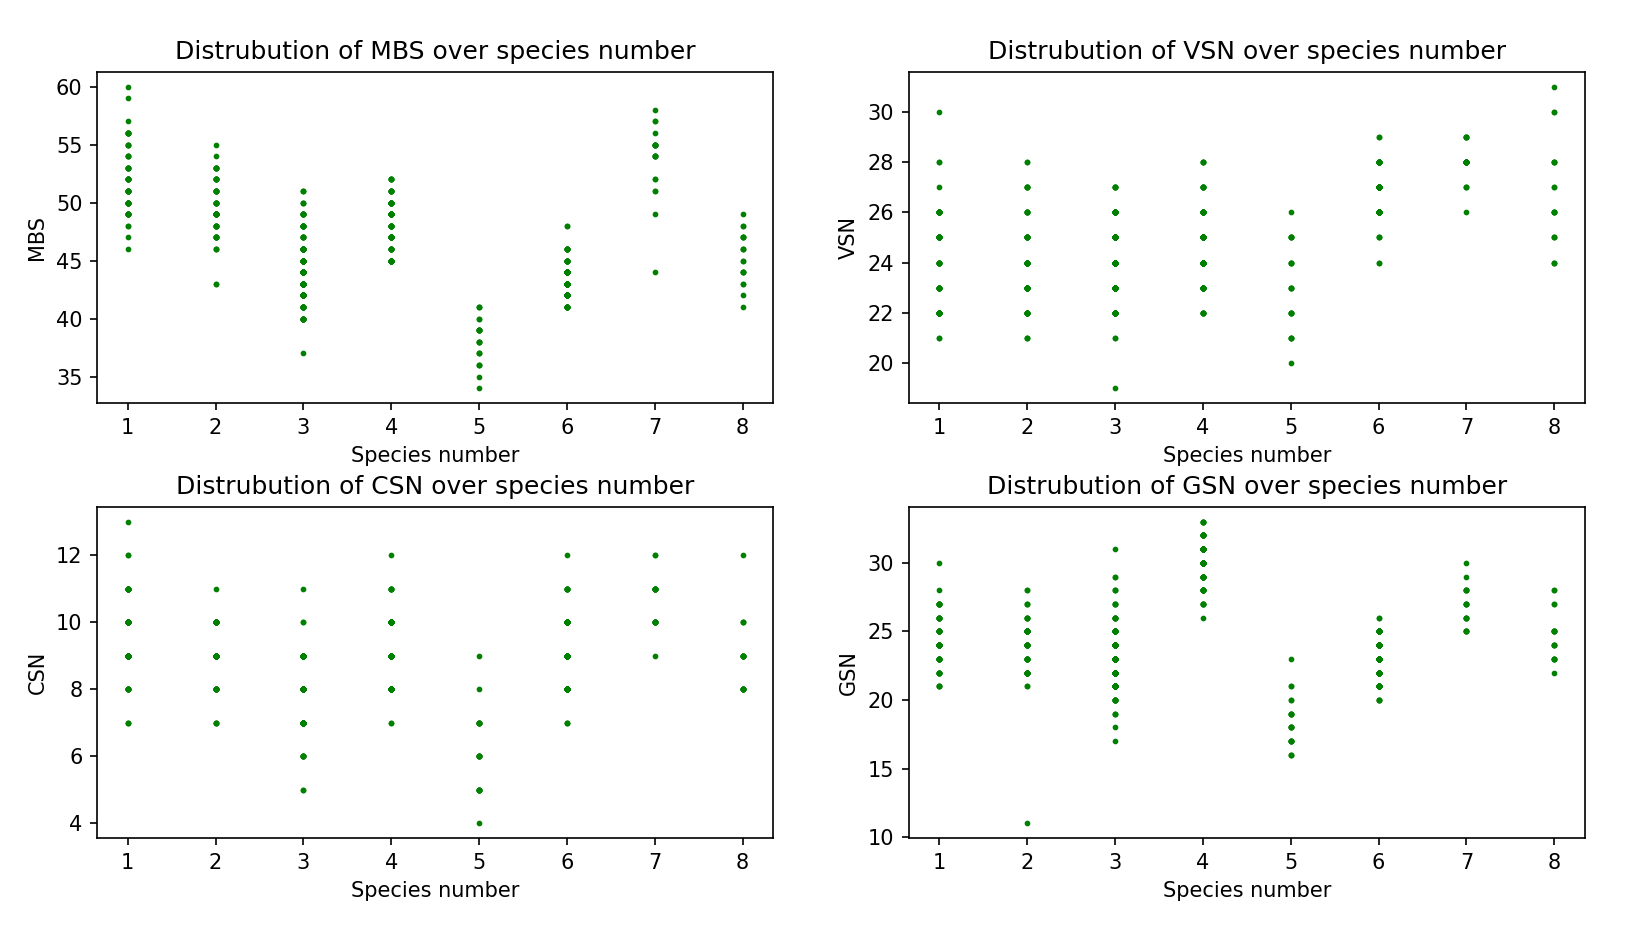 Distrubution of MBS over species number
60
55
50
45
40
35
MBS
1 2 3 4 5 6 7 8
Species number
Distrubution of VSN over species number
30
28
26
24
22
20
VSN
1 2 3 4 5 6 7 8
Species number
Distrubution of CSN over species number
12
10
8
6
4
CSN
1 2 3 4 5 6 7 8
Species number
Distrubution of GSN over species number
30
25
20
15
10
GSN
1 2 3 4 5 6 7 8
Species number